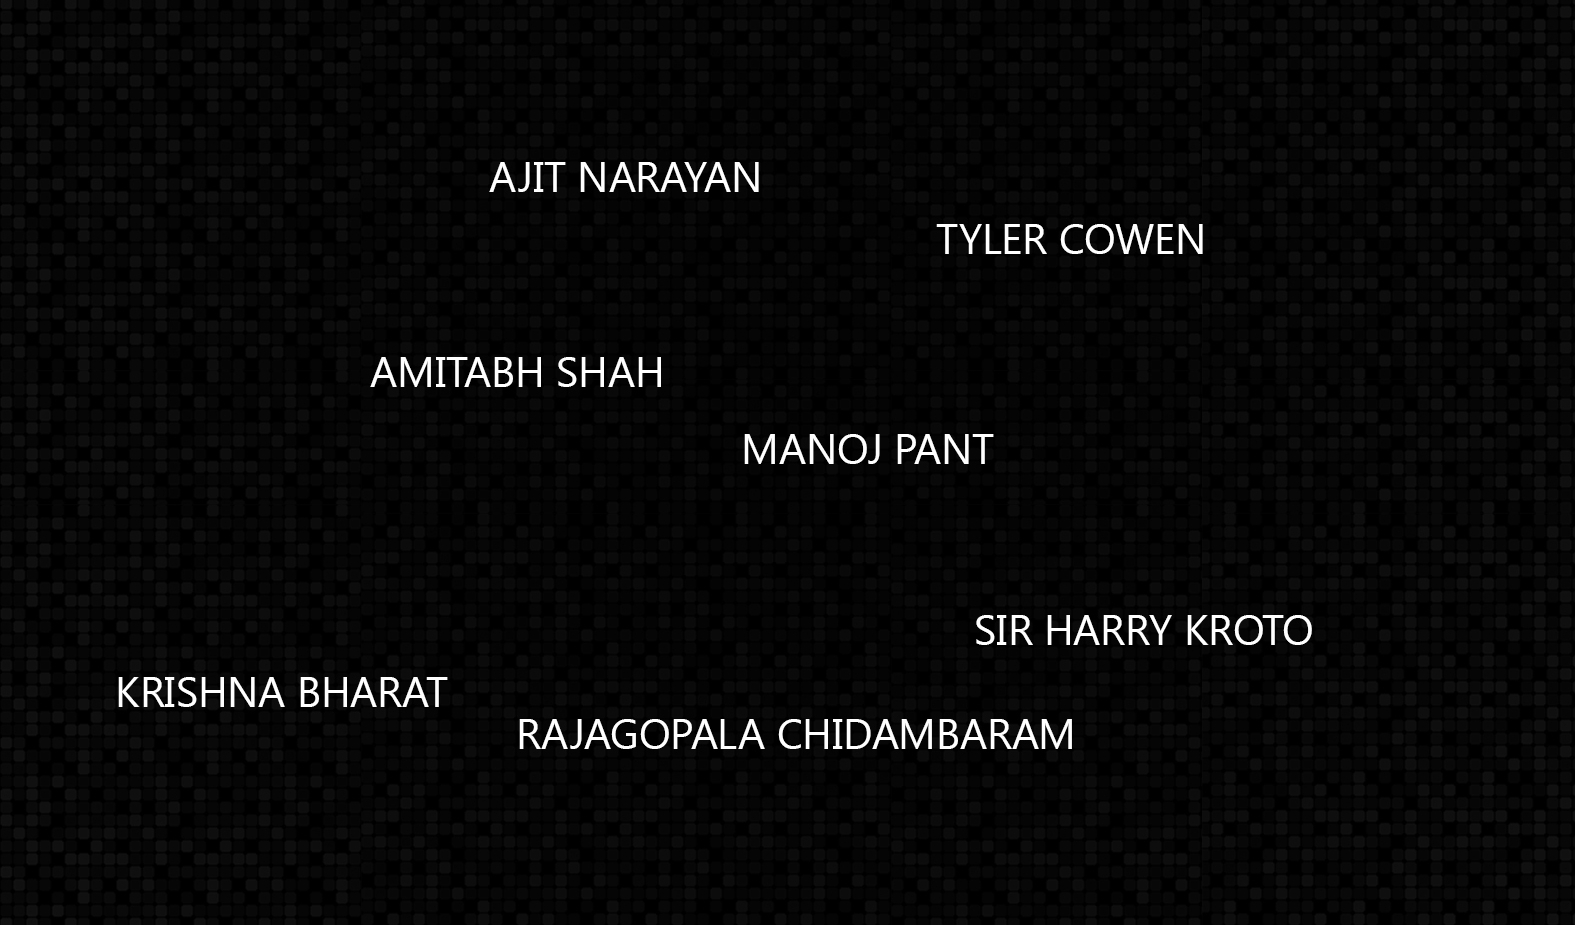 AJIT NARAYAN
TYLER COWEN
AMITABH SHAH
MANOJ PANT
SIR HARRY KROTO
KRISHNA BHARAT
RAJAGOPALA CHIDAMBARAM